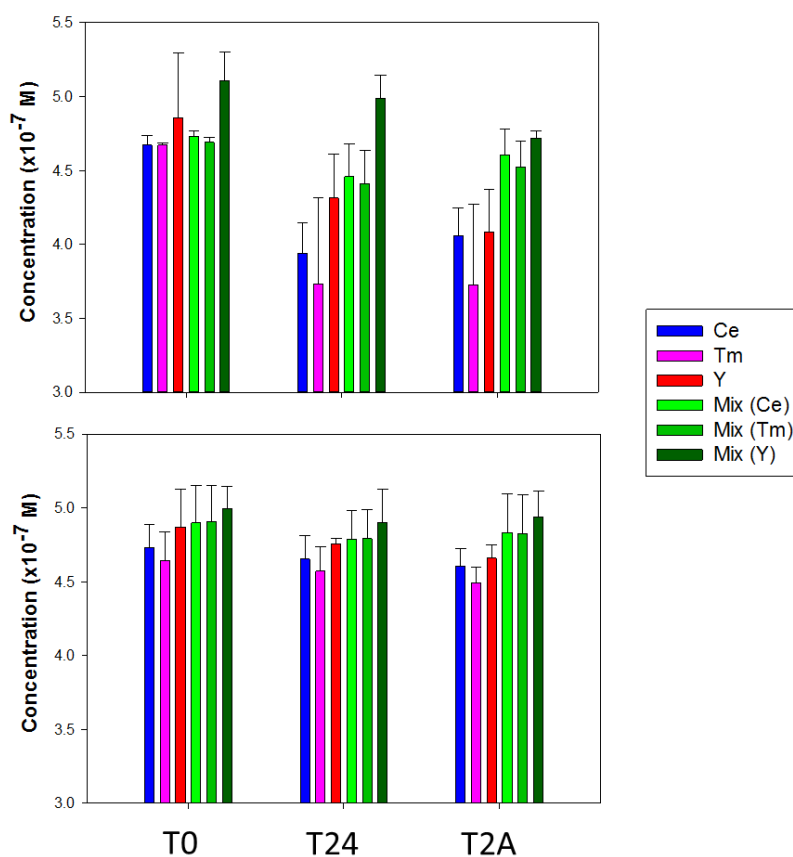 5.5
5.0
4.5
4.0
3.5
3.0
Concentration (x10⁻⁷ M)
Ce
Tm
Y
Mix (Ce)
Mix (Tm)
Mix (Y)
5.5
5.0
4.5
4.0
3.5
3.0
Concentration (x10⁻⁷ M)
T0 T24 T2A